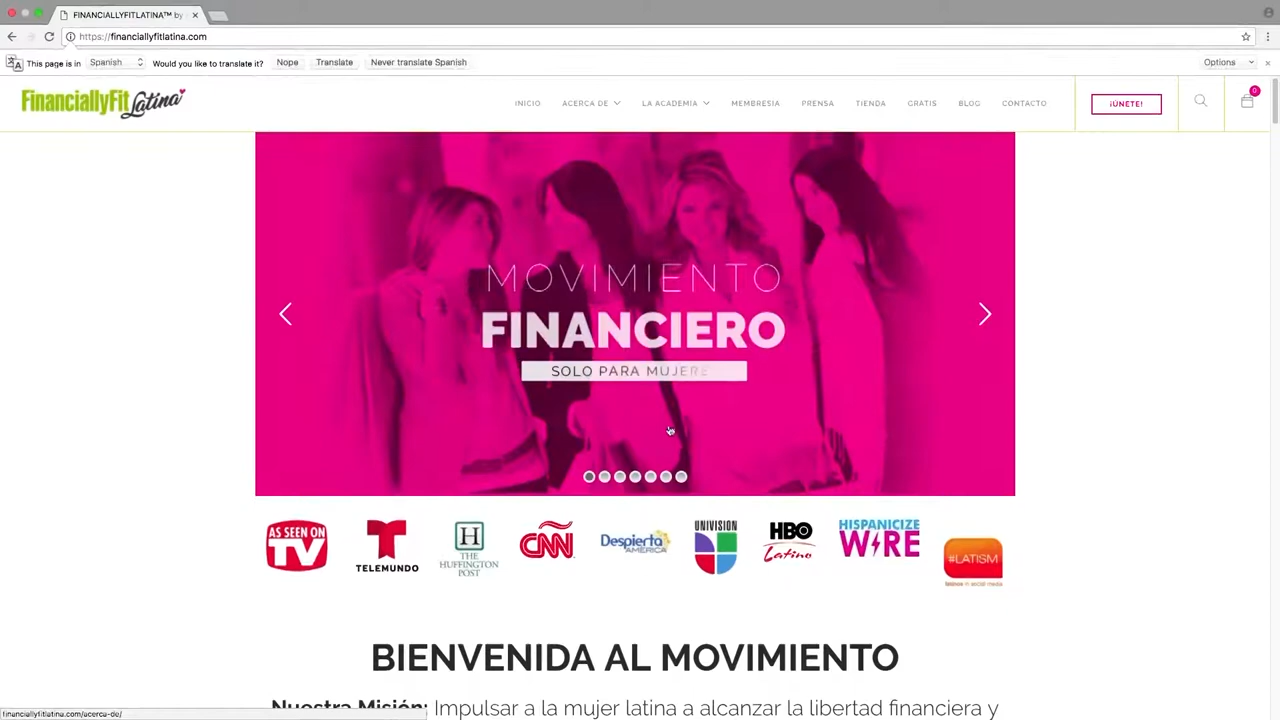 FINANCIALLYFITLATINA™ by
https://financiallyfitlatina.com
This page is in Spanish Would you like to translate it? Nope Translate Never translate Spanish Options
FinanciallyFit Latina
INICIO ACERCA DE LA ACADEMIA MEMBRESIA PRENSA TIENDA GRATIS BLOG CONTACTO ¡ÚNETE! 0
MOVIMIENTO
FINANCIERO
SOLO PARA MUJERE
AS SEEN ON TV
TELEMUNDO
H THE HUFFINGTON POST
CÑN
Despierta AMÉRICA
UNIVISION
HBO Latino
HISPANICIZE WIRE
#LATISM
BIENVENIDA AL MOVIMIENTO
Nuestra Misión: Impulsar a la mujer latina a alcanzar la libertad financiera y
financiallyfitlatina.com/acerca-de/